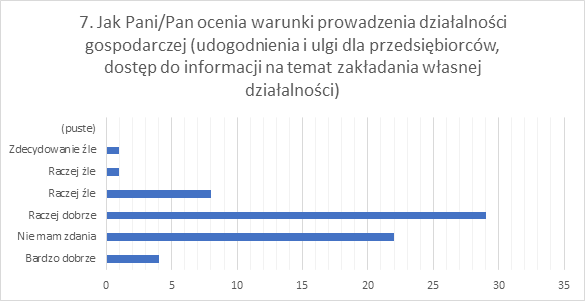 7. Jak Pani/Pan ocenia warunki prowadzenia działalności
gospodarczej (udogodnienia i ulgi dla przedsiębiorców,
dostęp do informacji na temat zakładania własnej
działalności)
(puste)
Zdecydowanie źle
Raczej żle
Raczej źle
Raczej dobrze
Nie mam zdania
Bardzo dobrze
0 5 10 15 20 25 30 35